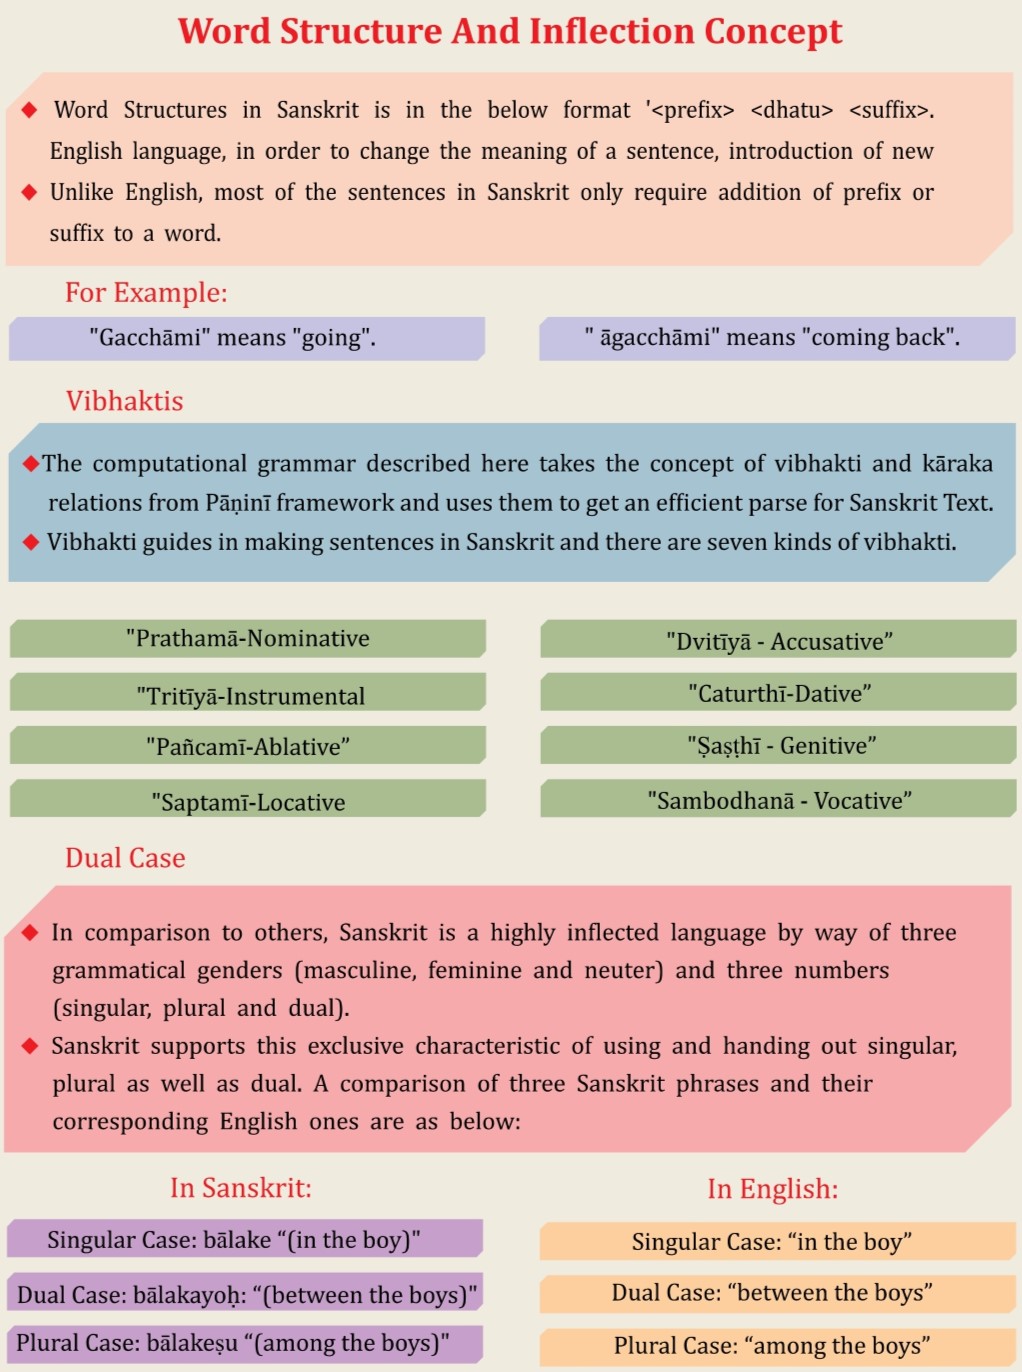 Word Structure And Inflection Concept
◆ Word Structures in Sanskrit is in the below format '<prefix> <dhatu> <suffix>.
English language, in order to change the meaning of a sentence, introduction of new
◆ Unlike English, most of the sentences in Sanskrit only require addition of prefix or
suffix to a word.
For Example:
"Gacchāmi" means "going".
" āgacchāmi" means "coming back".
Vibhaktis
◆The computational grammar described here takes the concept of vibhakti and kāraka
relations from Pāṇinī framework and uses them to get an efficient parse for Sanskrit Text.
◆ Vibhakti guides in making sentences in Sanskrit and there are seven kinds of vibhakti.
"Prathamā-Nominative
"Dvitīyā - Accusative”
"Tritīyā-Instrumental
"Caturthī-Dative”
"Pañcamī-Ablative”
"Ṣaṣṭhī - Genitive”
"Saptamī-Locative
"Sambodhanā - Vocative”
Dual Case
◆ In comparison to others, Sanskrit is a highly inflected language by way of three
grammatical genders (masculine, feminine and neuter) and three numbers
(singular, plural and dual).
◆ Sanskrit supports this exclusive characteristic of using and handing out singular,
plural as well as dual. A comparison of three Sanskrit phrases and their
corresponding English ones are as below:
In Sanskrit:
Singular Case: bālake “(in the boy)"
Dual Case: bālakayoḥ: “(between the boys)"
Plural Case: bālakeṣu “(among the boys)"
In English:
Singular Case: “in the boy”
Dual Case: “between the boys”
Plural Case: “among the boys”